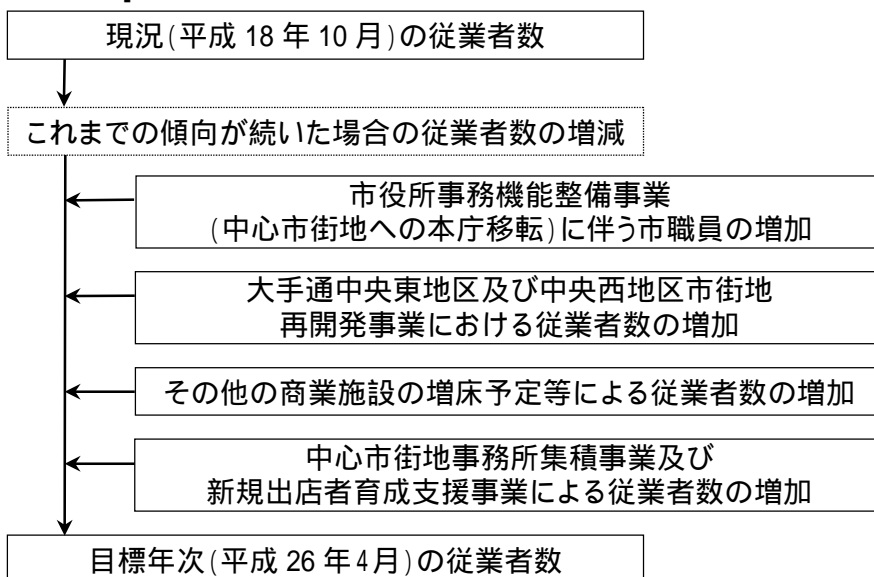 現況(平成 18 年 10 月)の従業者数
これまでの傾向が続いた場合の従業者数の増減
市役所事務機能整備事業
(中心市街地への本庁移転)に伴う市職員の増加
大手通中央東地区及び中央西地区市街地
再開発事業における従業者数の増加
その他の商業施設の増床予定等による従業者数の増加
中心市街地事務所集積事業及び
新規出店者育成支援事業による従業者数の増加
目標年次(平成 26 年4月)の従業者数